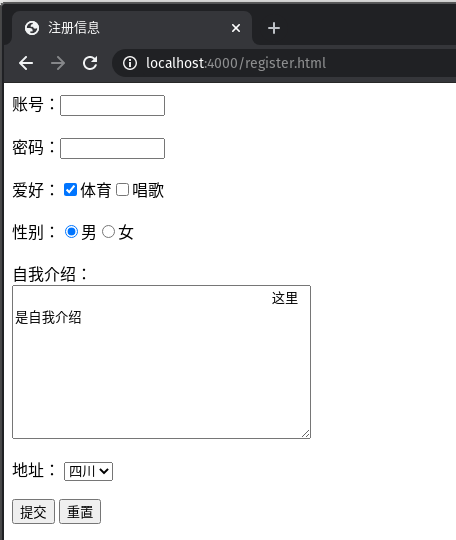 注册信息
localhost:4000/register.html
账号：
密码：
爱好： 体育 唱歌
性别： 男 女
自我介绍：
这里
是自我介绍
地址： 四川
提交 重置